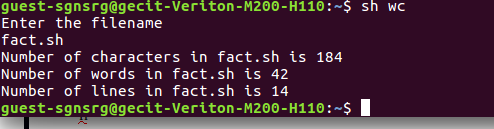 guest-sgnsrg@gecit-Veriton-M200-H110:~$ sh wc
Enter the filename
fact.sh
Number of characters in fact.sh is 184
Number of words in fact.sh is 42
Number of lines in fact.sh is 14
guest-sgnsrg@gecit-Veriton-M200-H110:~$